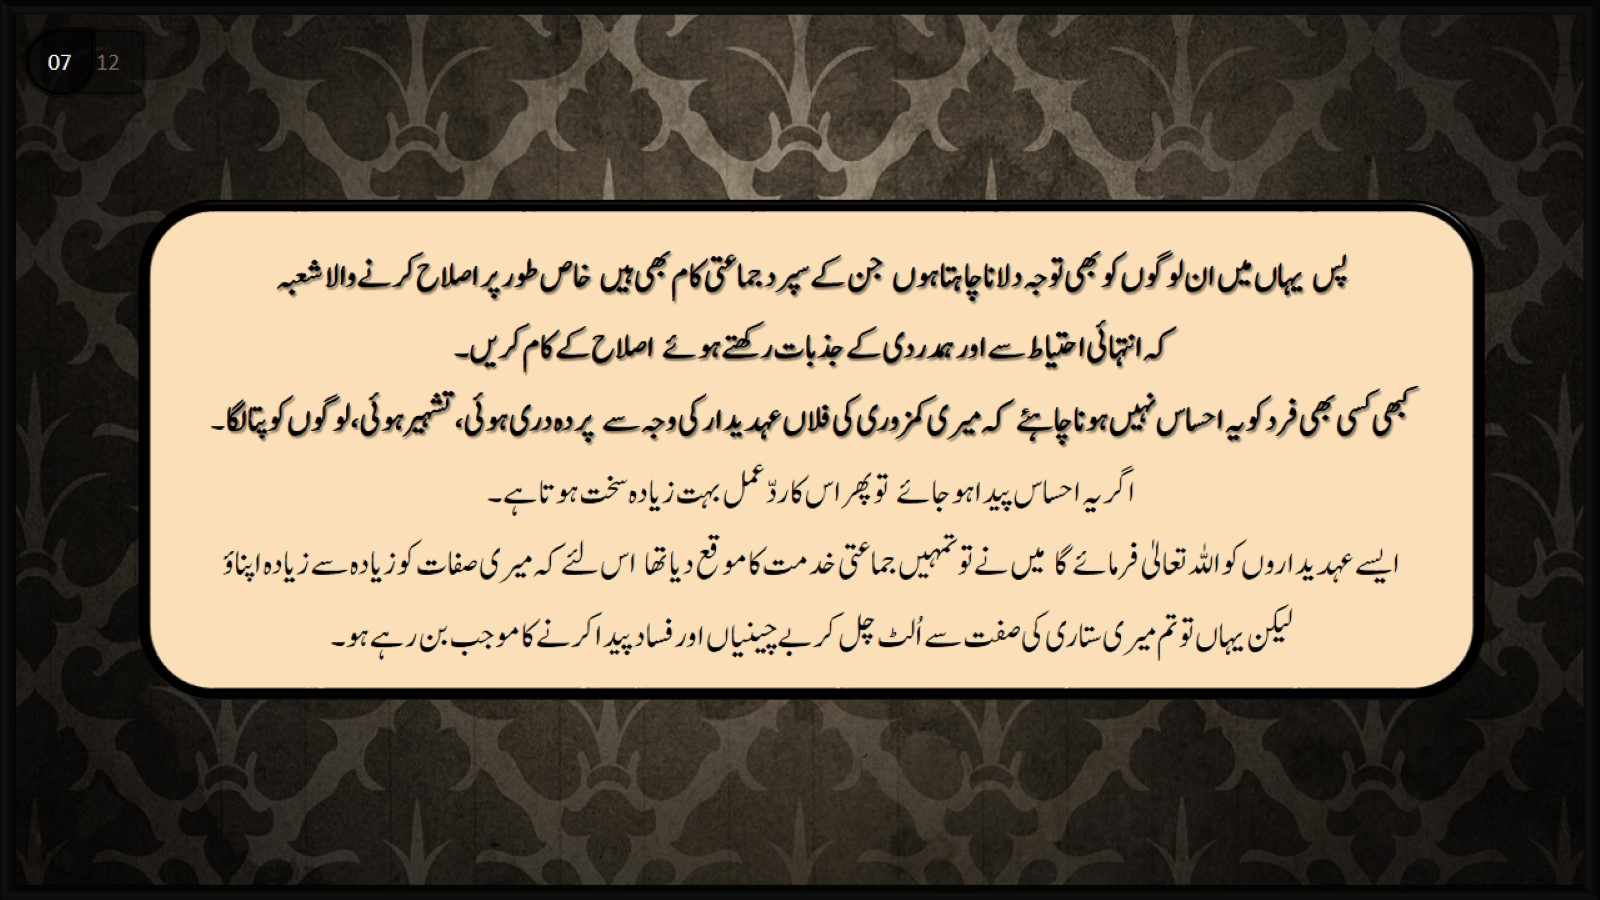 07 12
پس یہاں میں ان لوگوں کو بھی توجہ دلانا چاہتا ہوں جن کے سپرد جماعتی کام بھی ہیں خاص طور پر اصلاح کرنے والا شعبہ
کہ انتہائی احتیاط سے اور ہمدردی کے جذبات رکھتے ہوئے اصلاح کے کام کریں۔
کبھی کسی بھی فرد کو یہ احساس نہیں ہونا چاہئے کہ میری کمزوری کی فلاں عہدیدار کی وجہ سے پردہ دری ہوئی، تشہیر ہوئی، لوگوں کو پتا لگا۔
اگر یہ احساس پیدا ہو جائے تو پھر اس کا ردّ عمل بہت زیادہ سخت ہوتا ہے۔
ایسے عہدیداروں کو اللہ تعالیٰ فرمائے گا میں نے تو تمہیں جماعتی خدمت کا موقع دیا تھا اس لئے کہ میری صفات کو زیادہ سے زیادہ اپناؤ
لیکن یہاں تو تم میری ستاری کی صفت سے اُلٹ چل کر بے چینیاں اور فساد پیدا کرنے کا موجب بن رہے ہو۔